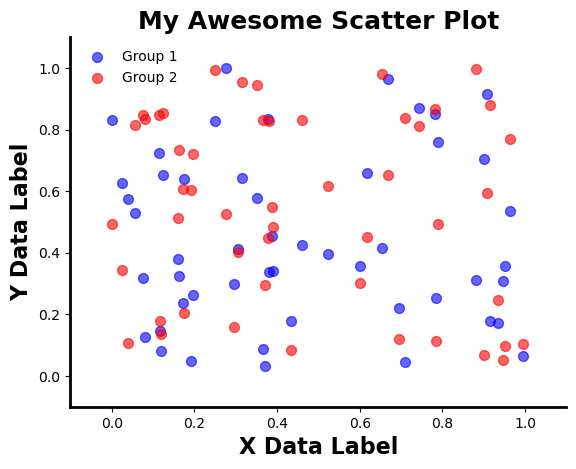 My Awesome Scatter Plot
Group 1
Group 2
1.0
0.8
0.6
0.4
0.2
0.0
Y Data Label
0.0 0.2 0.4 0.6 0.8 1.0
X Data Label